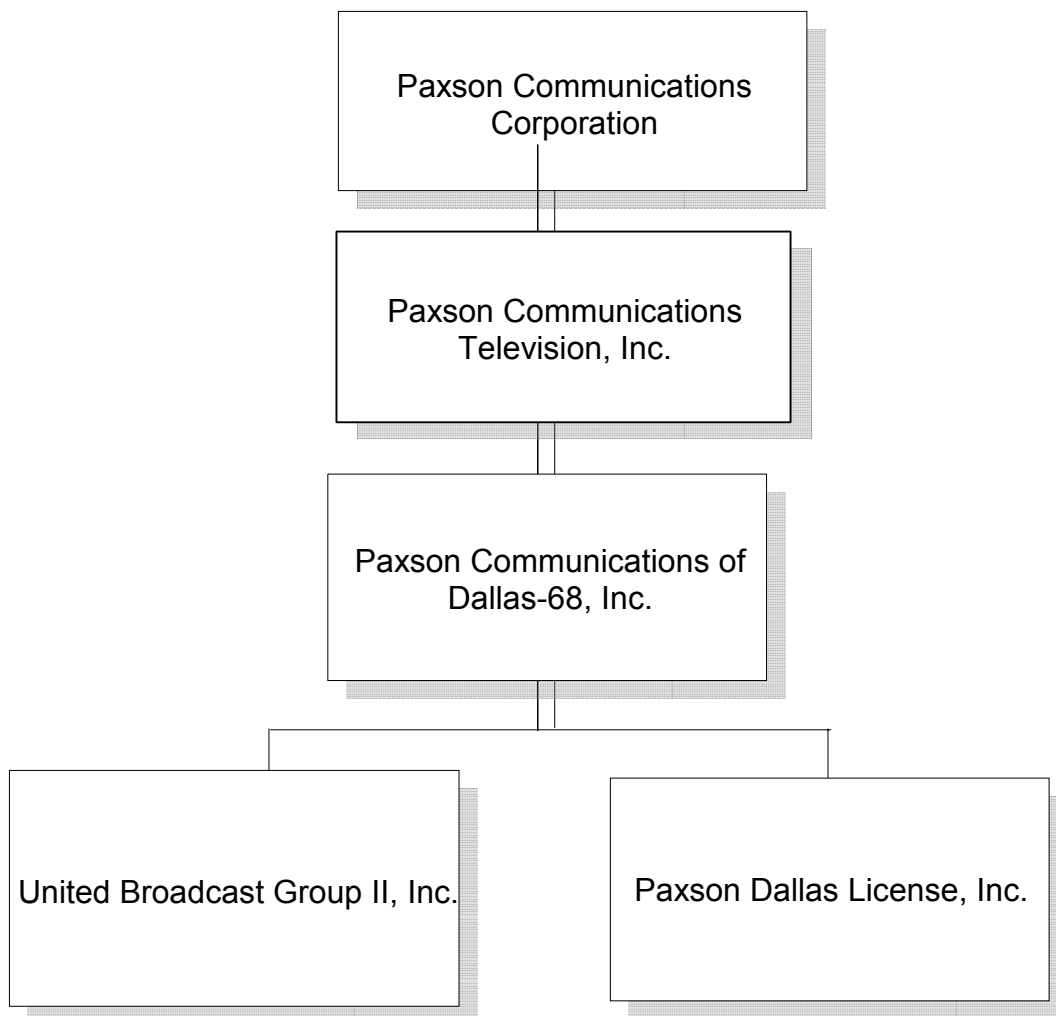 Paxson Communications
Corporation
Paxson Communications
Television, Inc.
Paxson Communications of
Dallas-68, Inc.
United Broadcast Group II, Inc.
Paxson Dallas License, Inc.